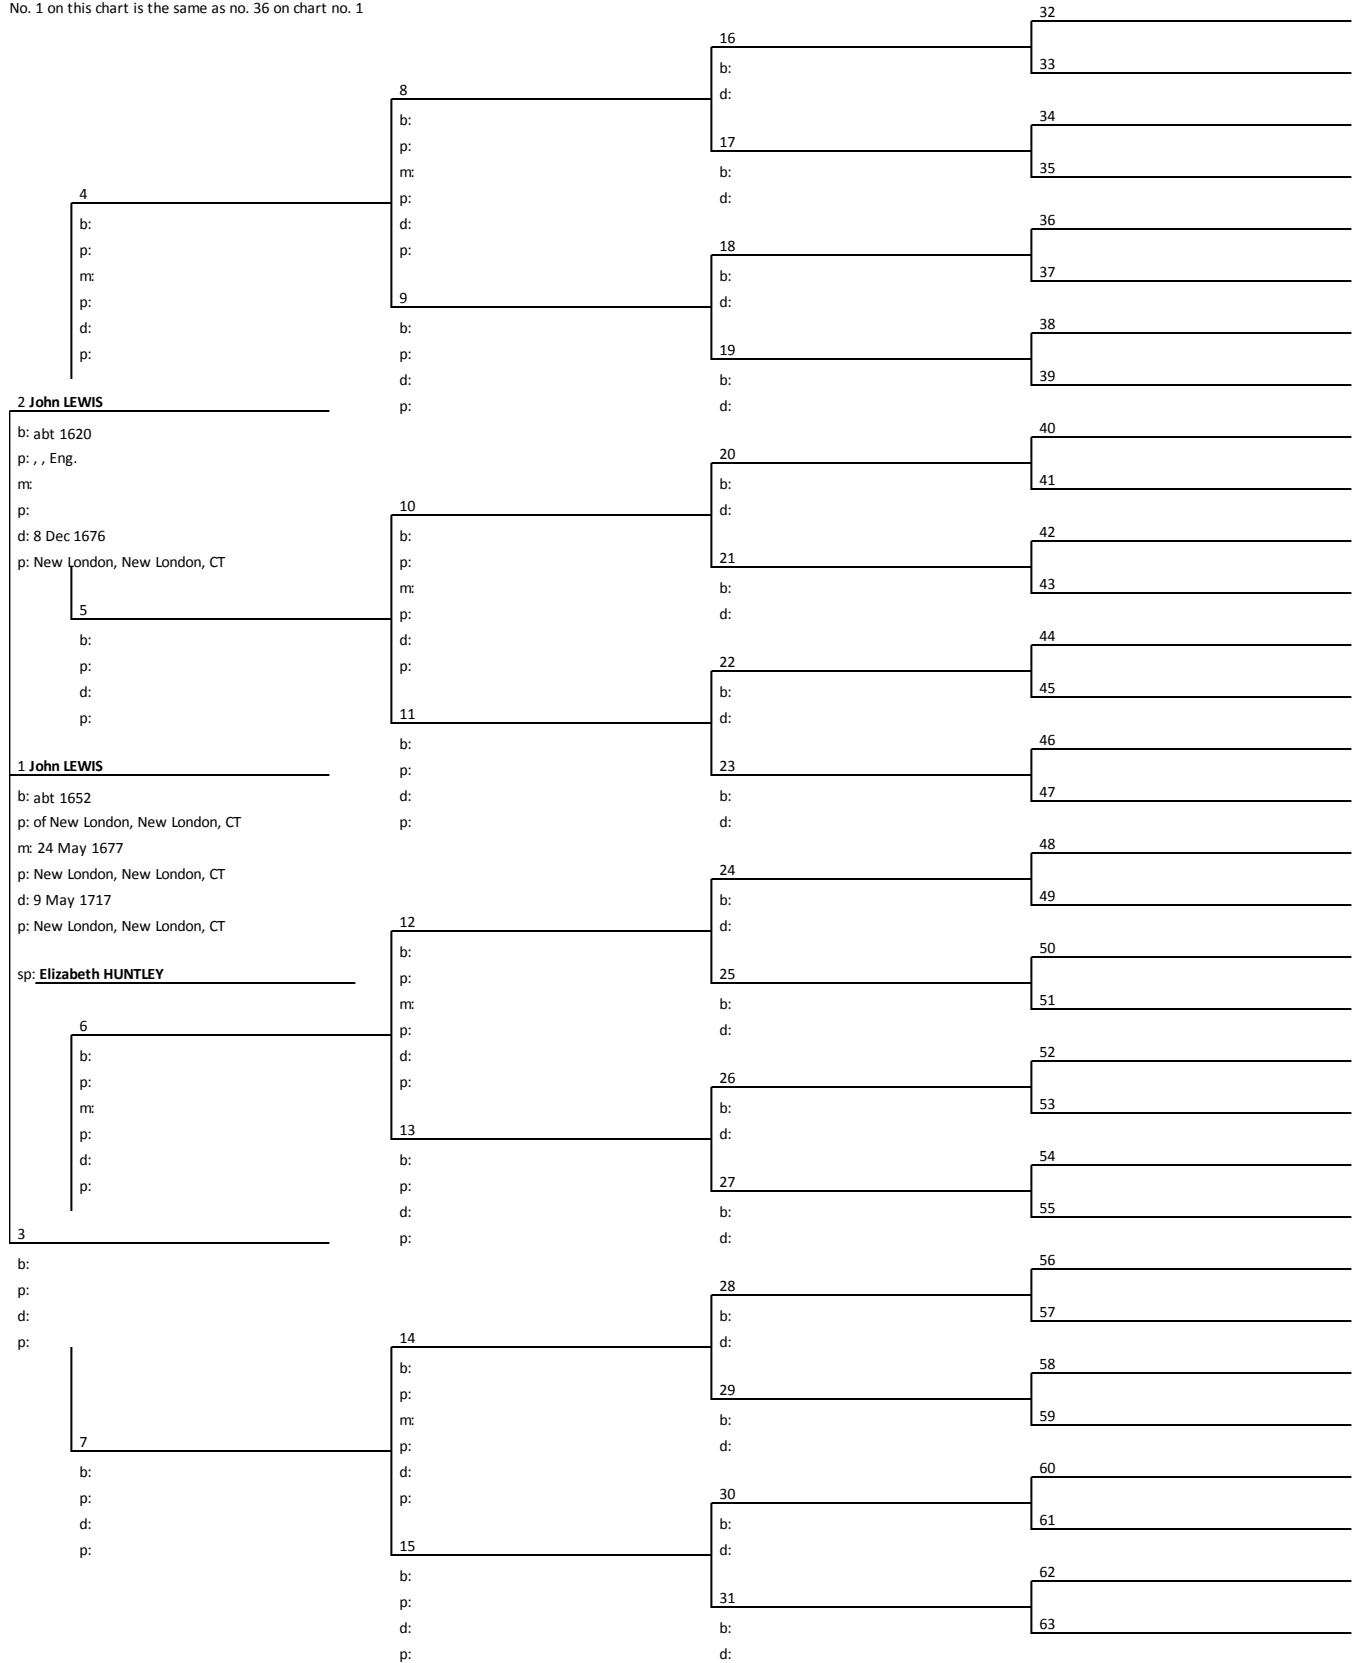 No. 1 on this chart is the same as no. 36 on chart no. 1
4
b:
p:
m:
p:
d:
p:
2 John LEWIS
b: abt 1620
p: , , Eng.
m:
p:
d: 8 Dec 1676
p: New London, New London, CT
5
b:
p:
d:
p:
1 John LEWIS
b: abt 1652
p: of New London, New London, CT
m: 24 May 1677
p: New London, New London, CT
d: 9 May 1717
p: New London, New London, CT
sp: Elizabeth HUNTLEY
6
b:
p:
m:
p:
d:
p:
3
b:
p:
d:
p:
7
b:
p:
d:
p:
8
b:
p:
m:
p:
d:
p:
9
b:
p:
d:
p:
10
b:
p:
m:
p:
d:
p:
11
b:
p:
d:
p:
12
b:
p:
m:
p:
d:
p:
13
b:
p:
d:
p:
14
b:
p:
m:
p:
d:
p:
15
b:
p:
d:
p:
16
b:
d:
17
b:
d:
18
b:
d:
19
b:
d:
20
b:
d:
21
b:
d:
22
b:
d:
23
b:
d:
24
b:
d:
25
b:
d:
26
b:
d:
27
b:
d:
28
b:
d:
29
b:
d:
30
b:
d:
31
b:
d:
32
33
34
35
36
37
38
39
40
41
42
43
44
45
46
47
48
49
50
51
52
53
54
55
56
57
58
59
60
61
62
63